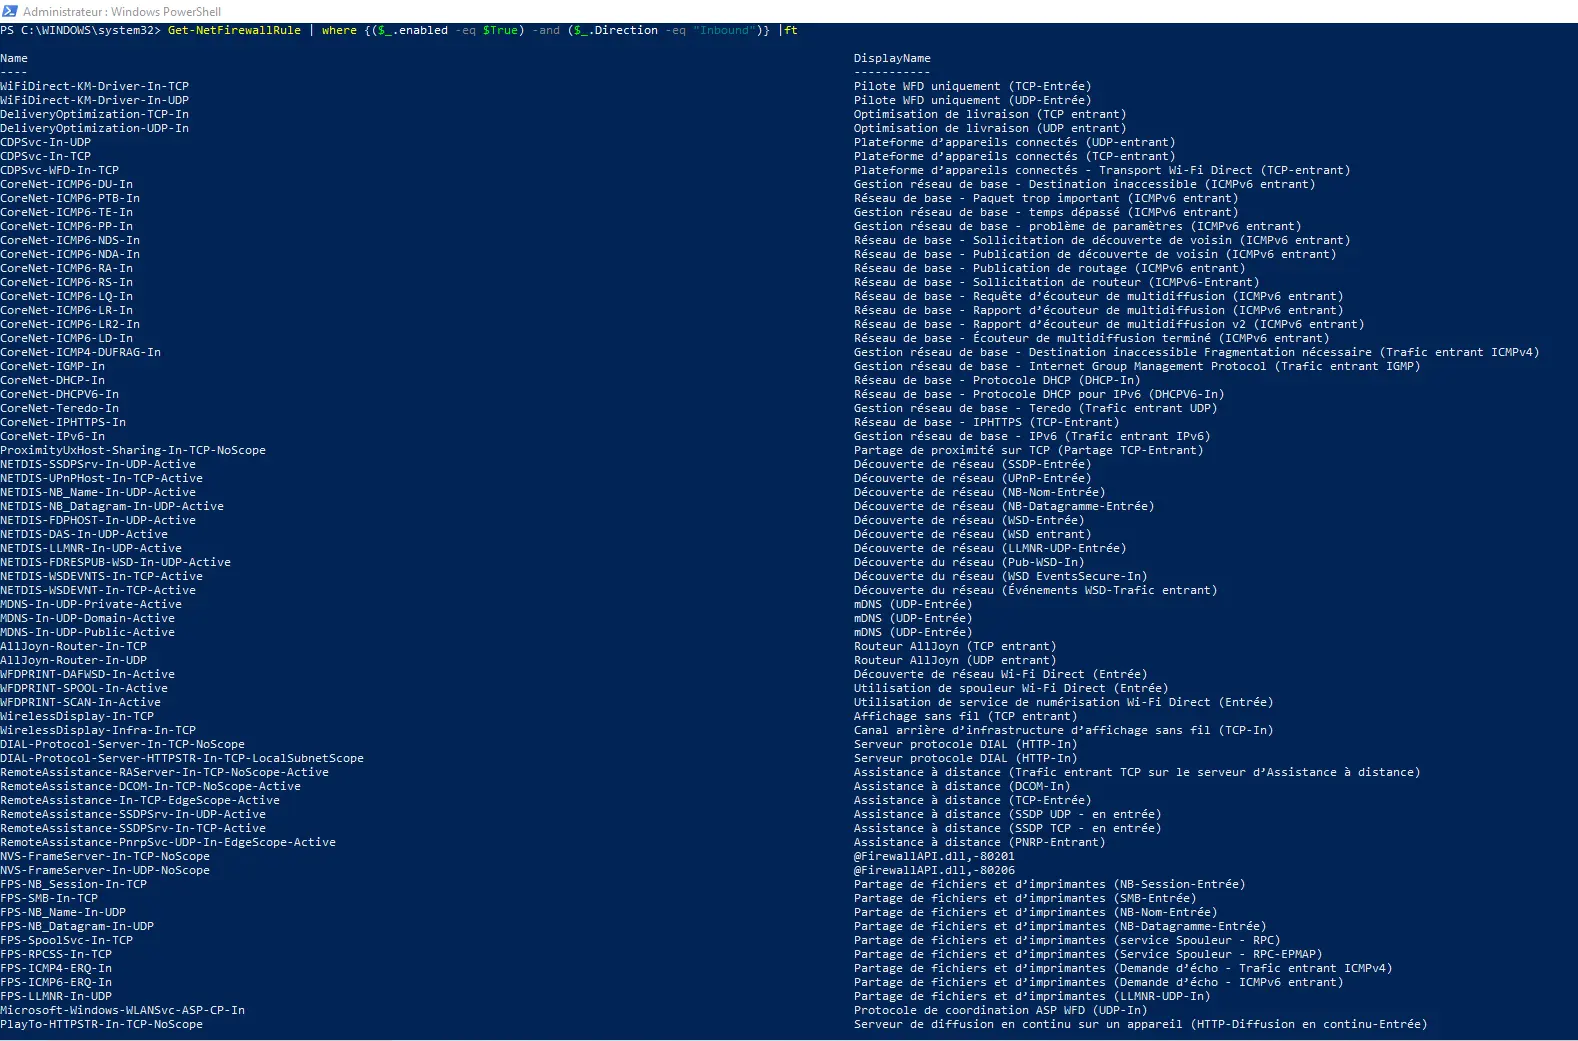 Administrateur : Windows PowerShell
PS C:\WINDOWS\system32> Get-NetFirewallRule | where {($_.enabled -eq $True) -and ($_.Direction -eq "Inbound")} |ft
Name DisplayName
---- -----------
WiFiDirect-KM-Driver-In-TCP Pilote WFD uniquement (TCP-Entrée)
WiFiDirect-KM-Driver-In-UDP Pilote WFD uniquement (UDP-Entrée)
DeliveryOptimization-TCP-In Optimisation de livraison (TCP entrant)
DeliveryOptimization-UDP-In Optimisation de livraison (UDP entrant)
CDPSvc-In-UDP Plateforme d’appareils connectés (UDP-entrant)
CDPSvc-In-TCP Plateforme d’appareils connectés (TCP-entrant)
CDPSvc-WFD-In-TCP Plateforme d’appareils connectés - Transport Wi-Fi Direct (TCP-entrant)
CoreNet-ICMP6-DU-In Gestion réseau de base - Destination inaccessible (ICMPv6 entrant)
CoreNet-ICMP6-PTB-In Réseau de base - Paquet trop important (ICMPv6 entrant)
CoreNet-ICMP6-TE-In Gestion réseau de base - temps dépassé (ICMPv6 entrant)
CoreNet-ICMP6-PP-In Gestion réseau de base - problème de paramètres (ICMPv6 entrant)
CoreNet-ICMP6-NDS-In Réseau de base - Sollicitation de découverte de voisin (ICMPv6 entrant)
CoreNet-ICMP6-NDA-In Réseau de base - Publication de découverte de voisin (ICMPv6 entrant)
CoreNet-ICMP6-RA-In Réseau de base - Publication de routage (ICMPv6 entrant)
CoreNet-ICMP6-RS-In Réseau de base - Sollicitation de routeur (ICMPv6-Entrant)
CoreNet-ICMP6-LQ-In Réseau de base - Requête d’écouteur de multidiffusion (ICMPv6 entrant)
CoreNet-ICMP6-LR-In Réseau de base - Rapport d’écouteur de multidiffusion (ICMPv6 entrant)
CoreNet-ICMP6-LR2-In Réseau de base - Rapport d’écouteur de multidiffusion v2 (ICMPv6 entrant)
CoreNet-ICMP6-LD-In Réseau de base - Écouteur de multidiffusion terminé (ICMPv6 entrant)
CoreNet-ICMP4-DUFRAG-In Gestion réseau de base - Destination inaccessible Fragmentation nécessaire (Trafic entrant ICMPv4)
CoreNet-IGMP-In Gestion réseau de base - Internet Group Management Protocol (Trafic entrant IGMP)
CoreNet-DHCP-In Réseau de base - Protocole DHCP (DHCP-In)
CoreNet-DHCPV6-In Réseau de base - Protocole DHCP pour IPv6 (DHCPV6-In)
CoreNet-Teredo-In Gestion réseau de base - Teredo (Trafic entrant UDP)
CoreNet-IPHTTPS-In Réseau de base - IPHTTPS (TCP-Entrant)
CoreNet-IPv6-In Gestion réseau de base - IPv6 (Trafic entrant IPv6)
ProximityUxHost-Sharing-In-TCP-NoScope Partage de proximité sur TCP (Partage TCP-Entrant)
NETDIS-SSDPSrv-In-UDP-Active Découverte de réseau (SSDP-Entrée)
NETDIS-UPnPHost-In-TCP-Active Découverte de réseau (UPnP-Entrée)
NETDIS-NB_Name-In-UDP-Active Découverte de réseau (NB-Nom-Entrée)
NETDIS-NB_Datagram-In-UDP-Active Découverte de réseau (NB-Datagramme-Entrée)
NETDIS-FDPHOST-In-UDP-Active Découverte de réseau (WSD-Entrée)
NETDIS-DAS-In-UDP-Active Découverte de réseau (WSD entrant)
NETDIS-LLMNR-In-UDP-Active Découverte de réseau (LLMNR-UDP-Entrée)
NETDIS-FDRESPUB-WSD-In-UDP-Active Découverte du réseau (Pub-WSD-In)
NETDIS-WSDEVNTS-In-TCP-Active Découverte du réseau (WSD EventsSecure-In)
NETDIS-WSDEVNT-In-TCP-Active Découverte du réseau (Événements WSD-Trafic entrant)
MDNS-In-UDP-Private-Active mDNS (UDP-Entrée)
MDNS-In-UDP-Domain-Active mDNS (UDP-Entrée)
MDNS-In-UDP-Public-Active mDNS (UDP-Entrée)
AllJoyn-Router-In-TCP Routeur AllJoyn (TCP entrant)
AllJoyn-Router-In-UDP Routeur AllJoyn (UDP entrant)
WFDPRINT-DAFWSD-In-Active Découverte de réseau Wi-Fi Direct (Entrée)
WFDPRINT-SPOOL-In-Active Utilisation de spouleur Wi-Fi Direct (Entrée)
WFDPRINT-SCAN-In-Active Utilisation de service de numérisation Wi-Fi Direct (Entrée)
WirelessDisplay-In-TCP Affichage sans fil (TCP entrant)
WirelessDisplay-Infra-In-TCP Canal arrière d’infrastructure d’affichage sans fil (TCP-In)
DIAL-Protocol-Server-In-TCP-NoScope Serveur protocole DIAL (HTTP-In)
DIAL-Protocol-Server-HTTPSTR-In-TCP-LocalSubnetScope Serveur protocole DIAL (HTTP-In)
RemoteAssistance-RAServer-In-TCP-NoScope-Active Assistance à distance (Trafic entrant TCP sur le serveur d’Assistance à distance)
RemoteAssistance-DCOM-In-TCP-NoScope-Active Assistance à distance (DCOM-In)
RemoteAssistance-In-TCP-EdgeScope-Active Assistance à distance (TCP-Entrée)
RemoteAssistance-SSDPSrv-In-UDP-Active Assistance à distance (SSDP UDP - en entrée)
RemoteAssistance-SSDPSrv-In-TCP-Active Assistance à distance (SSDP TCP - en entrée)
RemoteAssistance-PnrpSvc-UDP-In-EdgeScope-Active Assistance à distance (PNRP-Entrant)
NVS-FrameServer-In-TCP-NoScope @FirewallAPI.dll,-80201
NVS-FrameServer-In-UDP-NoScope @FirewallAPI.dll,-80206
FPS-NB_Session-In-TCP Partage de fichiers et d’imprimantes (NB-Session-Entrée)
FPS-SMB-In-TCP Partage de fichiers et d’imprimantes (SMB-Entrée)
FPS-NB_Name-In-UDP Partage de fichiers et d’imprimantes (NB-Nom-Entrée)
FPS-NB_Datagram-In-UDP Partage de fichiers et d’imprimantes (NB-Datagramme-Entrée)
FPS-SpoolSvc-In-TCP Partage de fichiers et d’imprimantes (service Spouleur - RPC)
FPS-RPCSS-In-TCP Partage de fichiers et d’imprimantes (Service Spouleur - RPC-EPMAP)
FPS-ICMP4-ERQ-In Partage de fichiers et d’imprimantes (Demande d’écho - Trafic entrant ICMPv4)
FPS-ICMP6-ERQ-In Partage de fichiers et d’imprimantes (Demande d’écho - ICMPv6 entrant)
FPS-LLMNR-In-UDP Partage de fichiers et d’imprimantes (LLMNR-UDP-In)
Microsoft-Windows-WLANSvc-ASP-CP-In Protocole de coordination ASP WFD (UDP-In)
PlayTo-HTTPSTR-In-TCP-NoScope Serveur de diffusion en continu sur un appareil (HTTP-Diffusion en continu-Entrée)